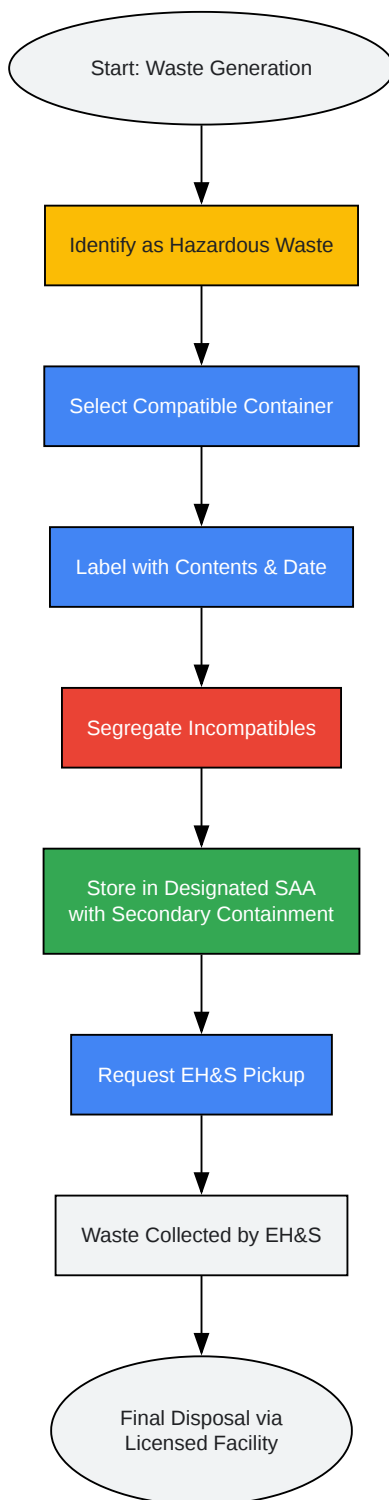 Start: Waste Generation
Identify as Hazardous Waste
Select Compatible Container
Label with Contents & Date
Segregate Incompatibles
Store in Designated SAA
with Secondary Containment
Request EH&S Pickup
Waste Collected by EH&S
Final Disposal via
Licensed Facility